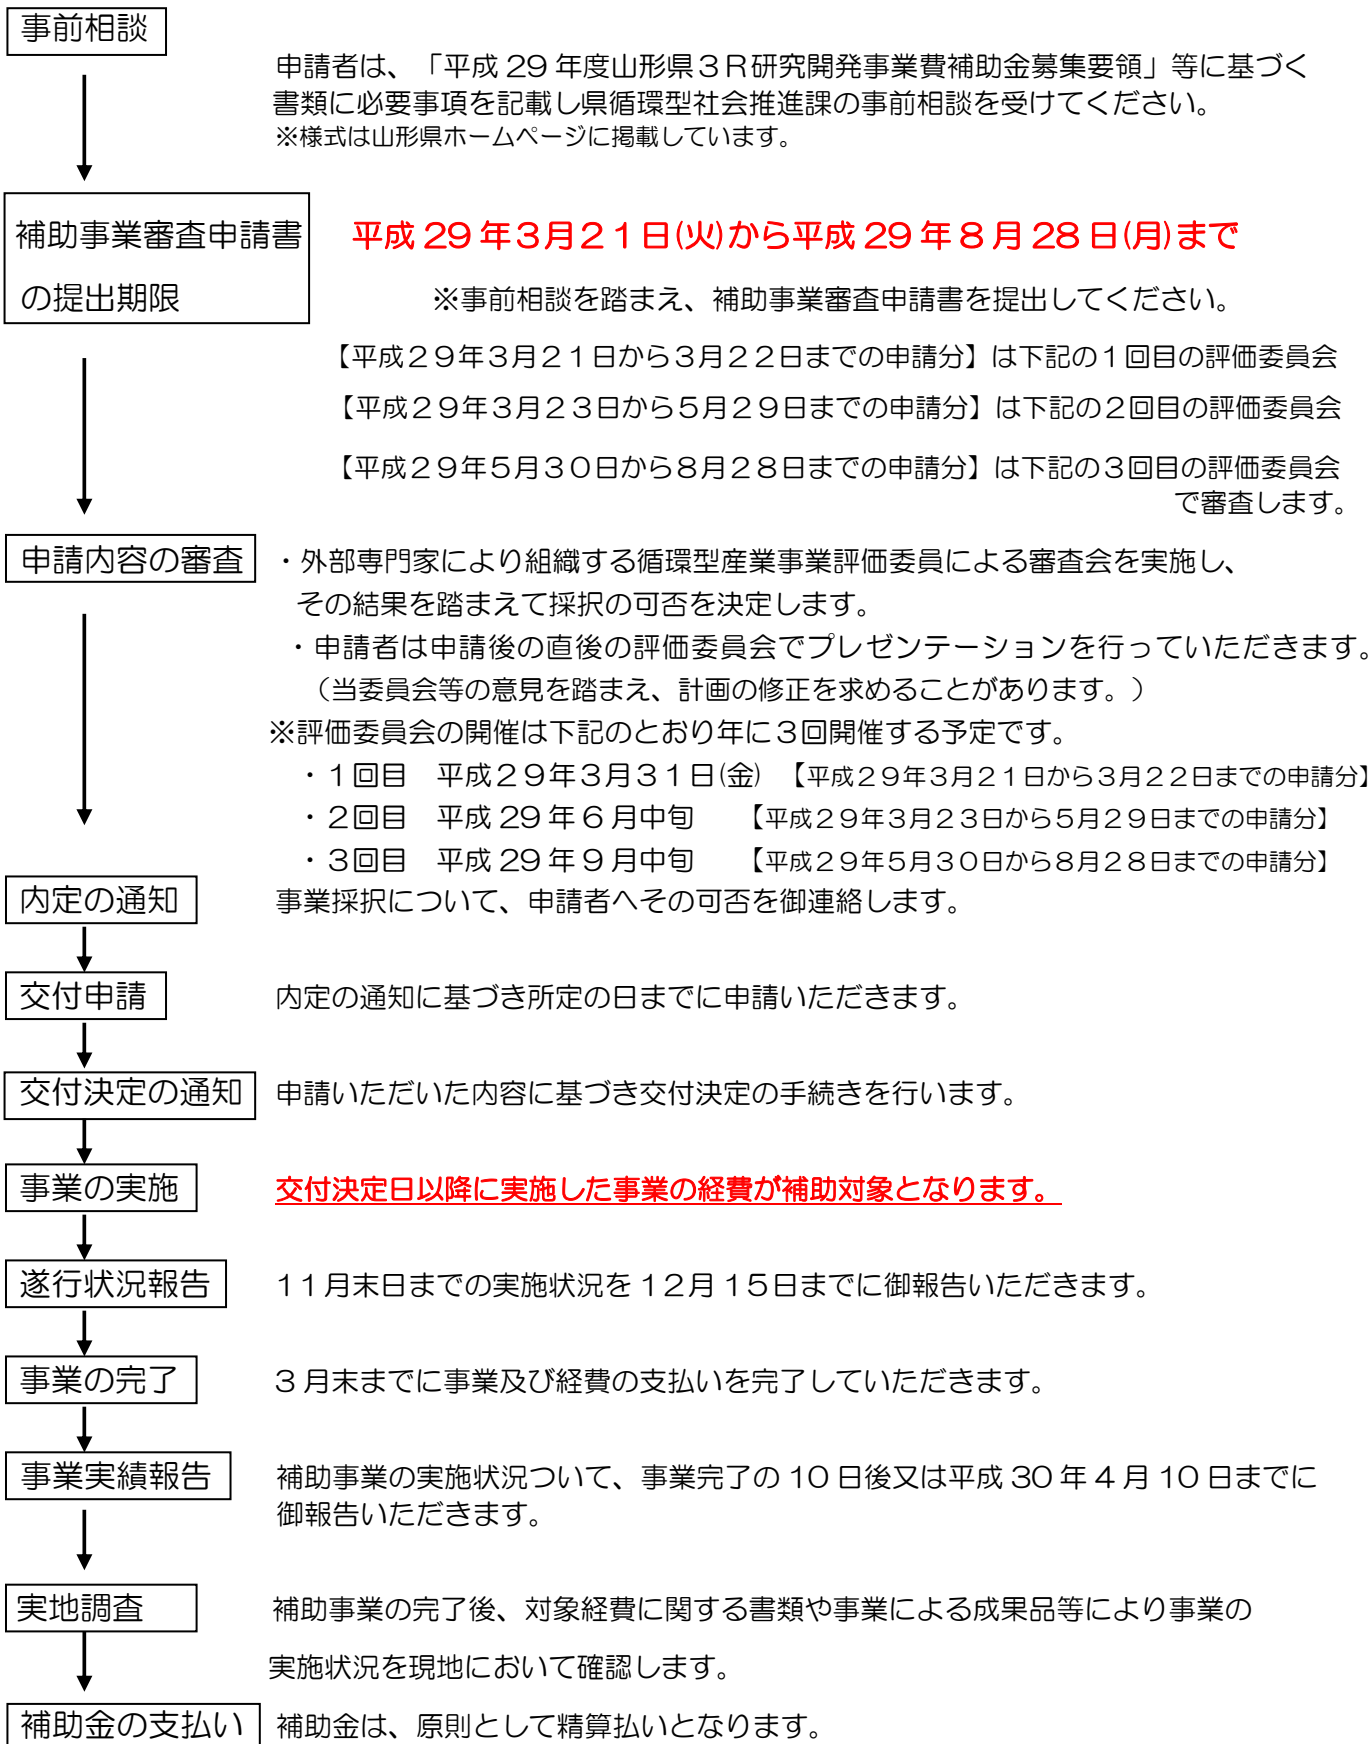 事前相談
申請者は、「平成 29 年度山形県３Ｒ研究開発事業費補助金募集要領」等に基づく
書類に必要事項を記載し県循環型社会推進課の事前相談を受けてください。
※様式は山形県ホームページに掲載しています。
補助事業審査申請書
の提出期限
平成 29 年３月２１日(火)から平成 29 年８月 28 日(月)まで
※事前相談を踏まえ、補助事業審査申請書を提出してください。
【平成２９年３月２１日から３月２２日までの申請分】は下記の１回目の評価委員会
【平成２９年３月２３日から５月２９日までの申請分】は下記の２回目の評価委員会
【平成２９年５月３０日から８月２８日までの申請分】は下記の３回目の評価委員会
で審査します。
申請内容の審査
・外部専門家により組織する循環型産業事業評価委員による審査会を実施し、
その結果を踏まえて採択の可否を決定します。
・申請者は申請後の直後の評価委員会でプレゼンテーションを行っていただきます。
（当委員会等の意見を踏まえ、計画の修正を求めることがあります。）
※評価委員会の開催は下記のとおり年に３回開催する予定です。
・１回目　平成２９年３月３１日(金)　【平成２９年３月２１日から３月２２日までの申請分】
・２回目　平成 29 年６月中旬　【平成２９年３月２３日から５月２９日までの申請分】
・３回目　平成 29 年９月中旬　【平成２９年５月３０日から８月２８日までの申請分】
内定の通知
事業採択について、申請者へその可否を御連絡します。
交付申請
内定の通知に基づき所定の日までに申請いただきます。
交付決定の通知
申請いただいた内容に基づき交付決定の手続きを行います。
事業の実施
交付決定日以降に実施した事業の経費が補助対象となります。
遂行状況報告
１１月末日までの実施状況を１２月１５日までに御報告いただきます。
事業の完了
３月末までに事業及び経費の支払いを完了していただきます。
事業実績報告
補助事業の実施状況ついて、事業完了の 10 日後又は平成 30 年４月 10 日までに
御報告いただきます。
実地調査
補助事業の完了後、対象経費に関する書類や事業による成果品等により事業の
実施状況を現地において確認します。
補助金の支払い
補助金は、原則として精算払いとなります。